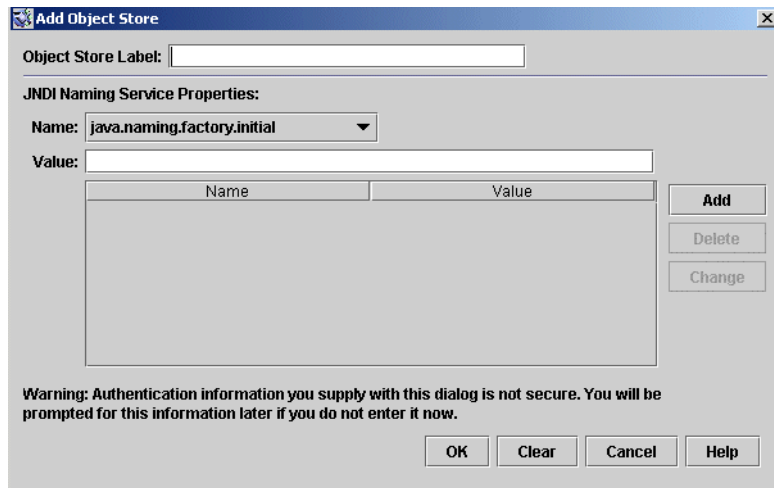 Add Object Store
Object Store Label:
JNDI Naming Service Properties:
Name: java.naming.factory.initial
Value:
Name Value
Add
Delete
Change
Warning: Authentication information you supply with this dialog is not secure. You will be
prompted for this information later if you do not enter it now.
OK Clear Cancel Help